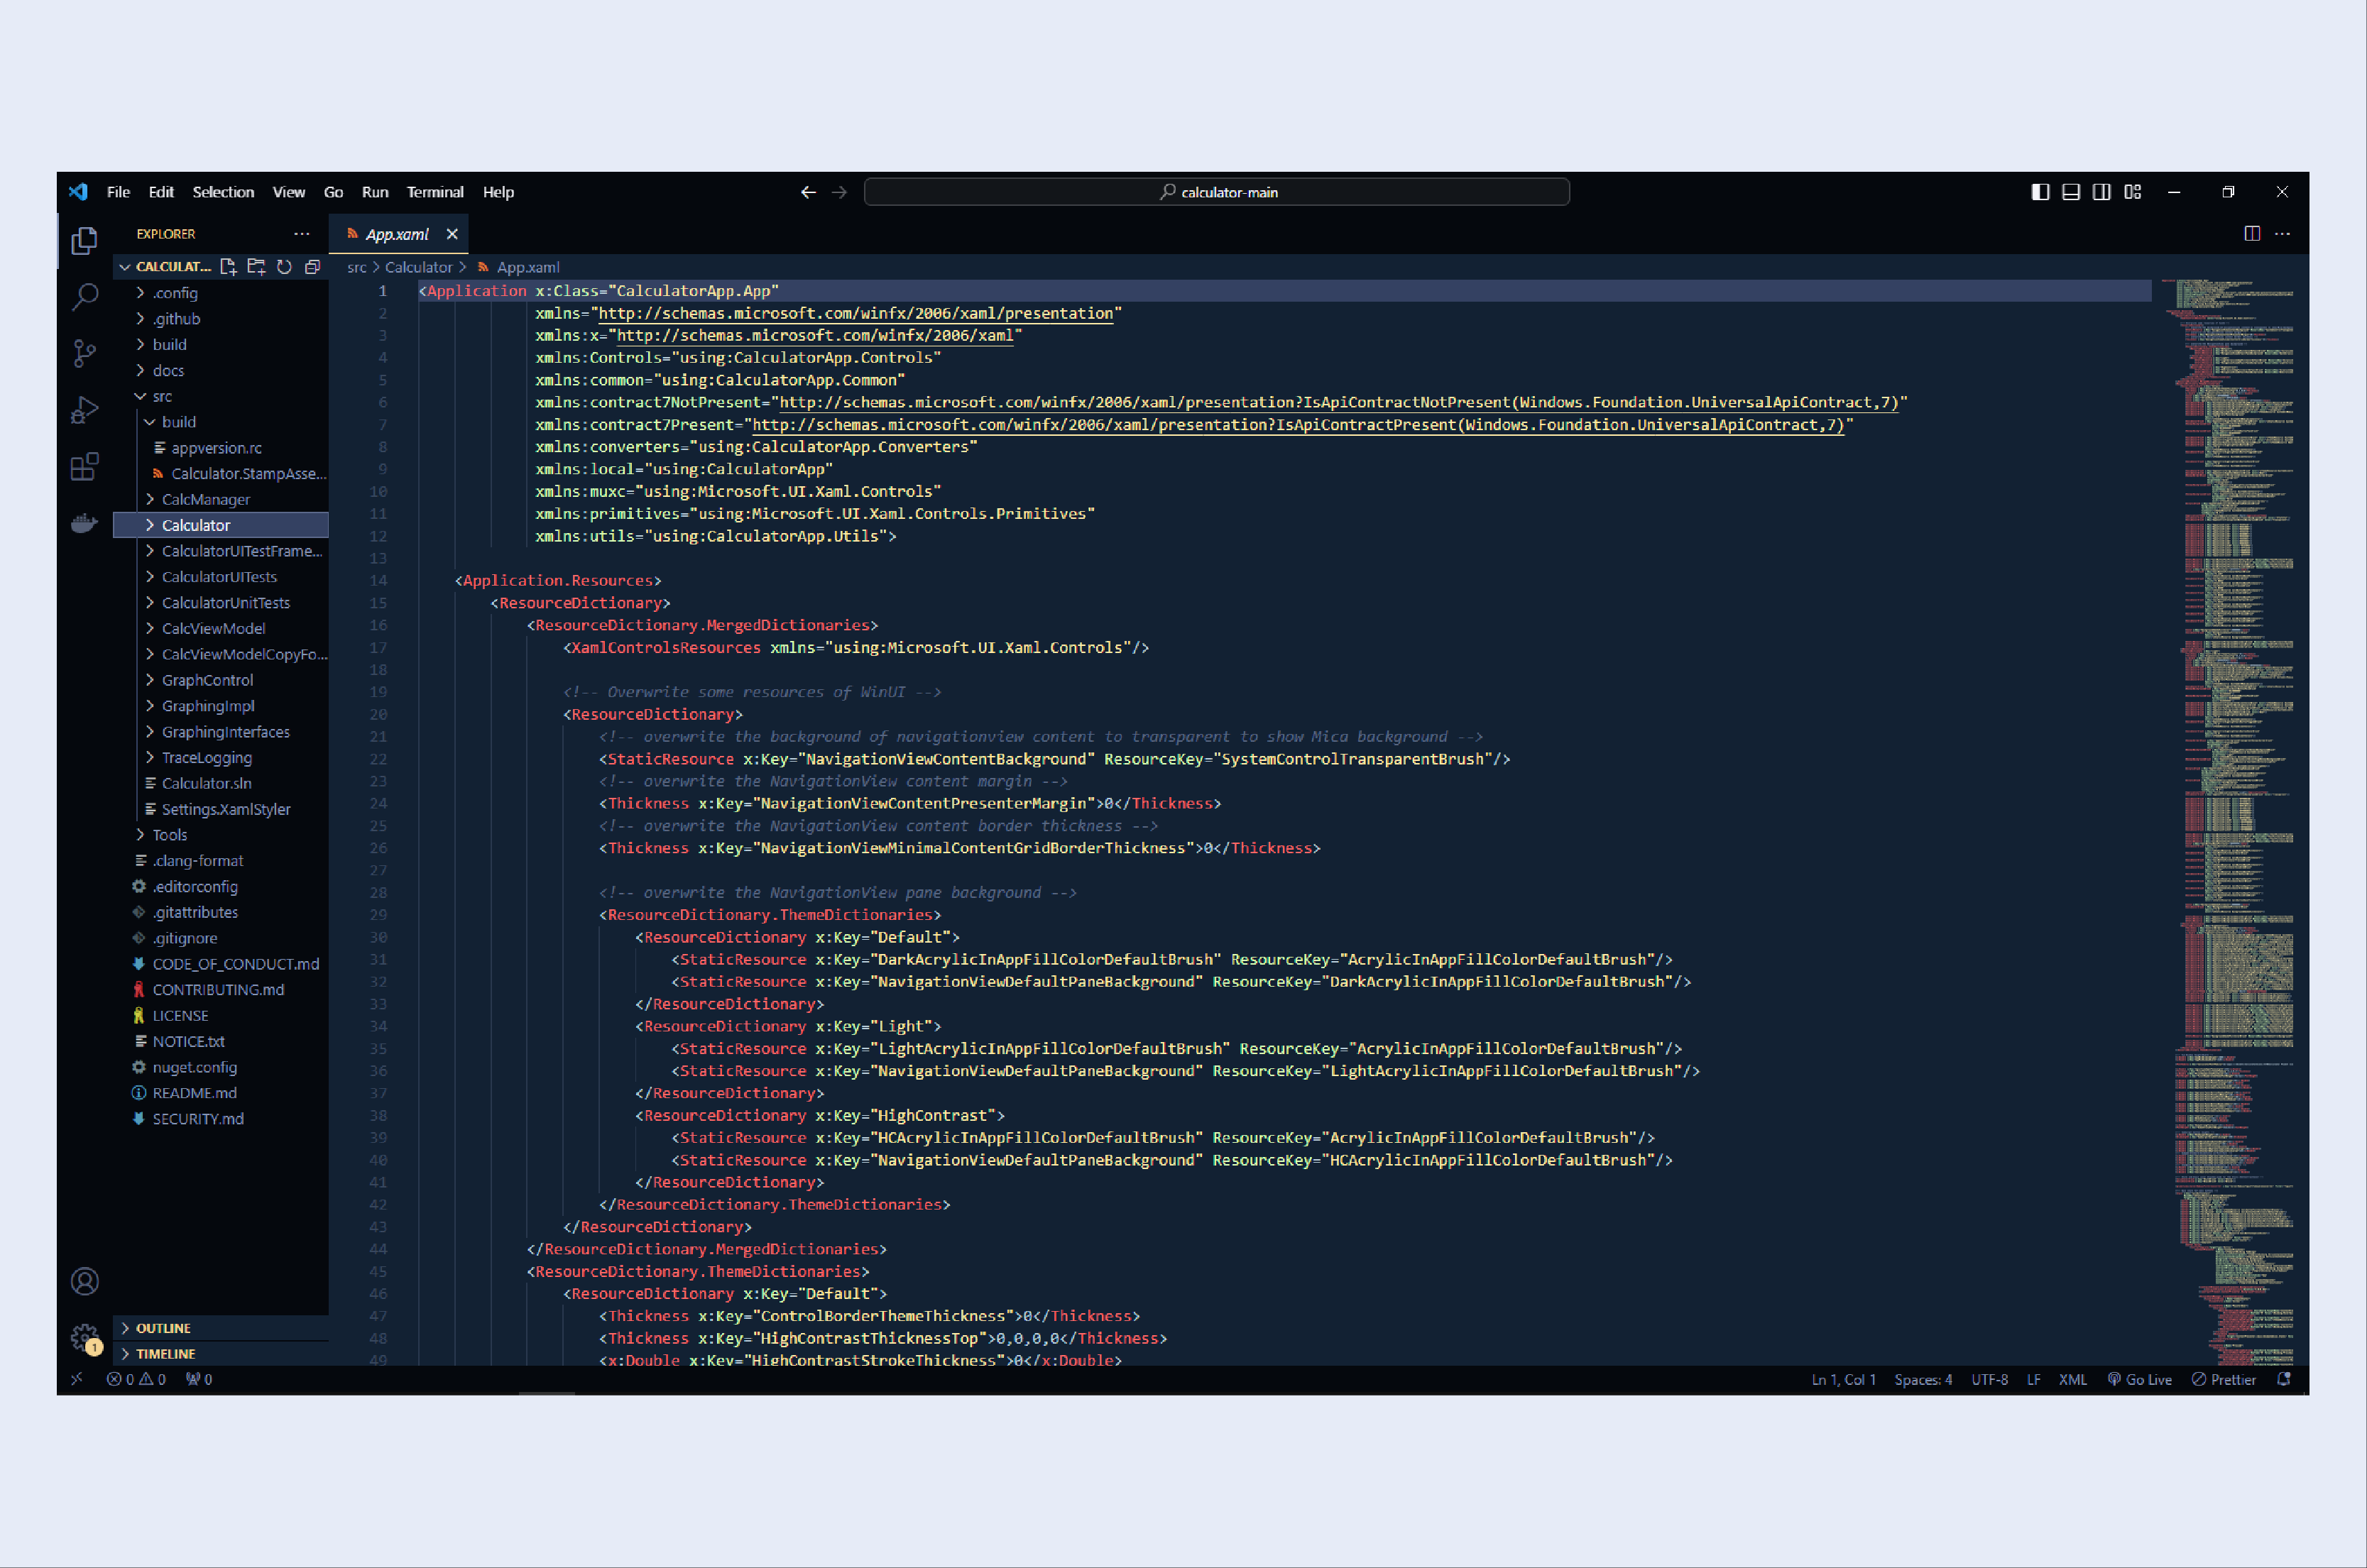 File Edit Selection View Go Run Terminal Help
calculator-main
EXPLORER
CALCULAT...
.config
.github
build
docs
src
build
appversion.rc
Calculator.StampAsse...
CalcManager
Calculator
CalculatorUITestFrame...
CalculatorUITests
CalculatorUnitTests
CalcViewModel
CalcViewModelCopyFo...
GraphControl
GraphingImpl
GraphingInterfaces
TraceLogging
Calculator.sln
Settings.XamlStyler
Tools
.clang-format
.editorconfig
.gitattributes
.gitignore
CODE_OF_CONDUCT.md
CONTRIBUTING.md
LICENSE
NOTICE.txt
nuget.config
README.md
SECURITY.md
OUTLINE
TIMELINE
1
App.xaml
src > Calculator > App.xaml
1 <Application x:Class="CalculatorApp.App"
2 xmlns="http://schemas.microsoft.com/winfx/2006/xaml/presentation"
3 xmlns:x="http://schemas.microsoft.com/winfx/2006/xaml"
4 xmlns:Controls="using:CalculatorApp.Controls"
5 xmlns:common="using:CalculatorApp.Common"
6 xmlns:contract7NotPresent="http://schemas.microsoft.com/winfx/2006/xaml/presentation?IsApiContractNotPresent(Windows.Foundation.UniversalApiContract,7)"
7 xmlns:contract7Present="http://schemas.microsoft.com/winfx/2006/xaml/presentation?IsApiContractPresent(Windows.Foundation.UniversalApiContract,7)"
8 xmlns:converters="using:CalculatorApp.Converters"
9 xmlns:local="using:CalculatorApp"
10 xmlns:muxc="using:Microsoft.UI.Xaml.Controls"
11 xmlns:primitives="using:Microsoft.UI.Xaml.Controls.Primitives"
12 xmlns:utils="using:CalculatorApp.Utils">
13
14 <Application.Resources>
15 <ResourceDictionary>
16 <ResourceDictionary.MergedDictionaries>
17 <XamlControlsResources xmlns="using:Microsoft.UI.Xaml.Controls"/>
18
19 <!-- Overwrite some resources of WinUI -->
20 <ResourceDictionary>
21 <!-- overwrite the background of navigationview content to transparent to show Mica background -->
22 <StaticResource x:Key="NavigationViewContentBackground" ResourceKey="SystemControlTransparentBrush"/>
23 <!-- overwrite the NavigationView content margin -->
24 <Thickness x:Key="NavigationViewContentPresenterMargin">0</Thickness>
25 <!-- overwrite the NavigationView content border thickness -->
26 <Thickness x:Key="NavigationViewMinimalContentGridBorderThickness">0</Thickness>
27
28 <!-- overwrite the NavigationView pane background -->
29 <ResourceDictionary.ThemeDictionaries>
30 <ResourceDictionary x:Key="Default">
31 <StaticResource x:Key="DarkAcrylicInAppFillColorDefaultBrush" ResourceKey="AcrylicInAppFillColorDefaultBrush"/>
32 <StaticResource x:Key="NavigationViewDefaultPaneBackground" ResourceKey="DarkAcrylicInAppFillColorDefaultBrush"/>
33 </ResourceDictionary>
34 <ResourceDictionary x:Key="Light">
35 <StaticResource x:Key="LightAcrylicInAppFillColorDefaultBrush" ResourceKey="AcrylicInAppFillColorDefaultBrush"/>
36 <StaticResource x:Key="NavigationViewDefaultPaneBackground" ResourceKey="LightAcrylicInAppFillColorDefaultBrush"/>
37 </ResourceDictionary>
38 <ResourceDictionary x:Key="HighContrast">
39 <StaticResource x:Key="HCAcrylicInAppFillColorDefaultBrush" ResourceKey="AcrylicInAppFillColorDefaultBrush"/>
40 <StaticResource x:Key="NavigationViewDefaultPaneBackground" ResourceKey="HCAcrylicInAppFillColorDefaultBrush"/>
41 </ResourceDictionary>
42 </ResourceDictionary.ThemeDictionaries>
43 </ResourceDictionary>
44 </ResourceDictionary.MergedDictionaries>
45 <ResourceDictionary.ThemeDictionaries>
46 <ResourceDictionary x:Key="Default">
47 <Thickness x:Key="ControlBorderThemeThickness">0</Thickness>
48 <Thickness x:Key="HighContrastThicknessTop">0,0,0,0</Thickness>
49 <x:Double x:Key="HighContrastStrokeThickness">0</x:Double>
0 0 0 Ln 1, Col 1 Spaces: 4 UTF-8 LF XML Go Live Prettier